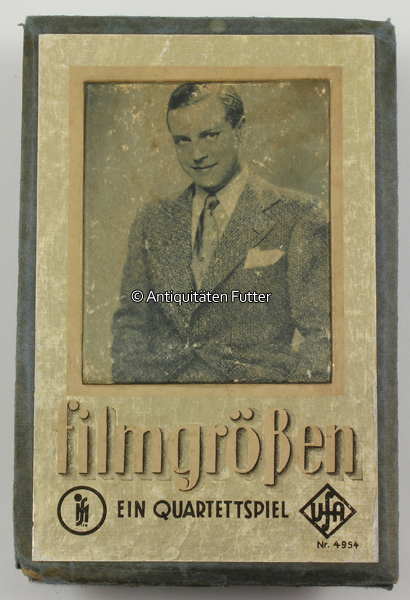 © Antiquitäten Futter
filmgrößen
EIN QUARTETTSPIEL
UfA
Nr. 4954